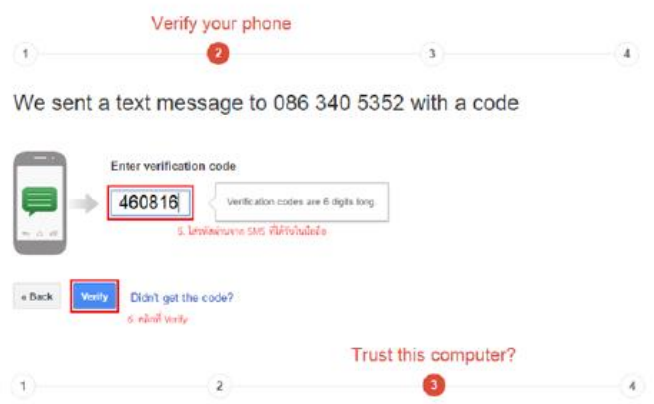 Verify your phone
1 2 3 4
We sent a text message to 086 340 5352 with a code
Enter verification code
460816 Verification codes are 6 digits long.
5. ใส่รหัสผ่านจาก SMS ที่ได้รับในมือถือ
« Back Verify Didn't get the code?
6. คลิกที่ Verify
Trust this computer?
1 2 3 4